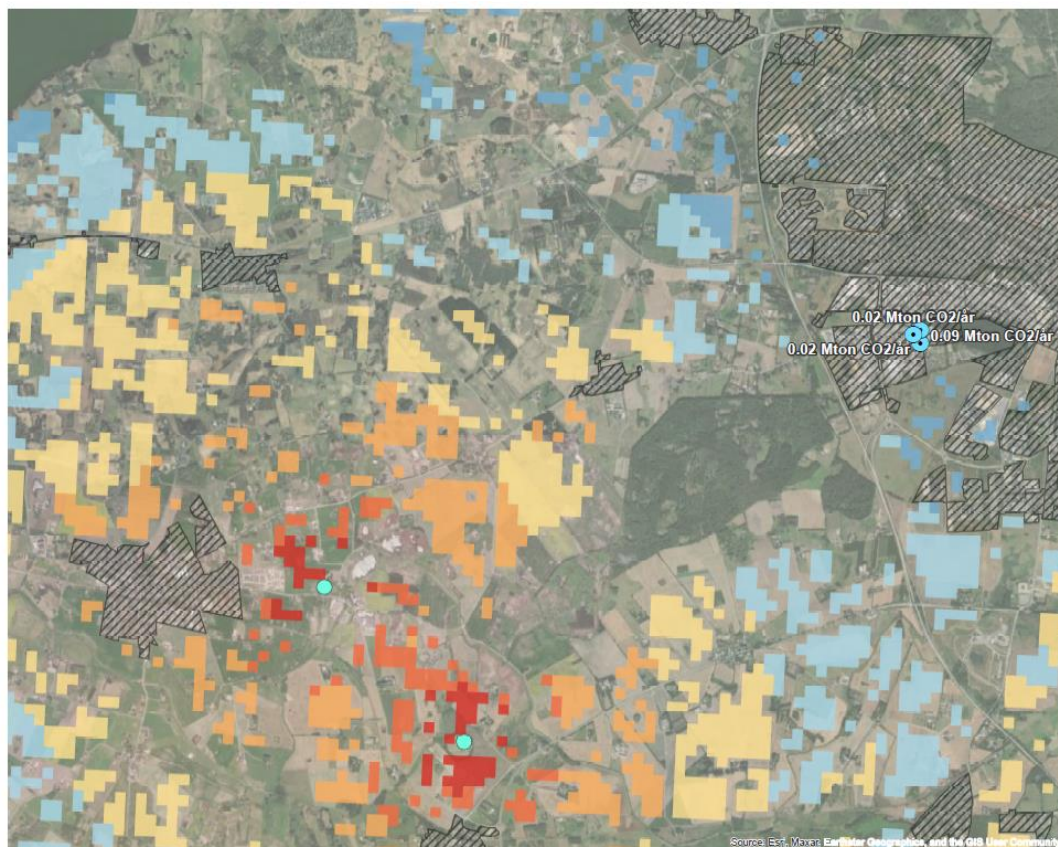 0.02 Mton CO2/år
0.09 Mton CO2/år
0.02 Mton CO2/år
Source: Esri, Maxar, Earthstar Geographics, and the GIS User Community